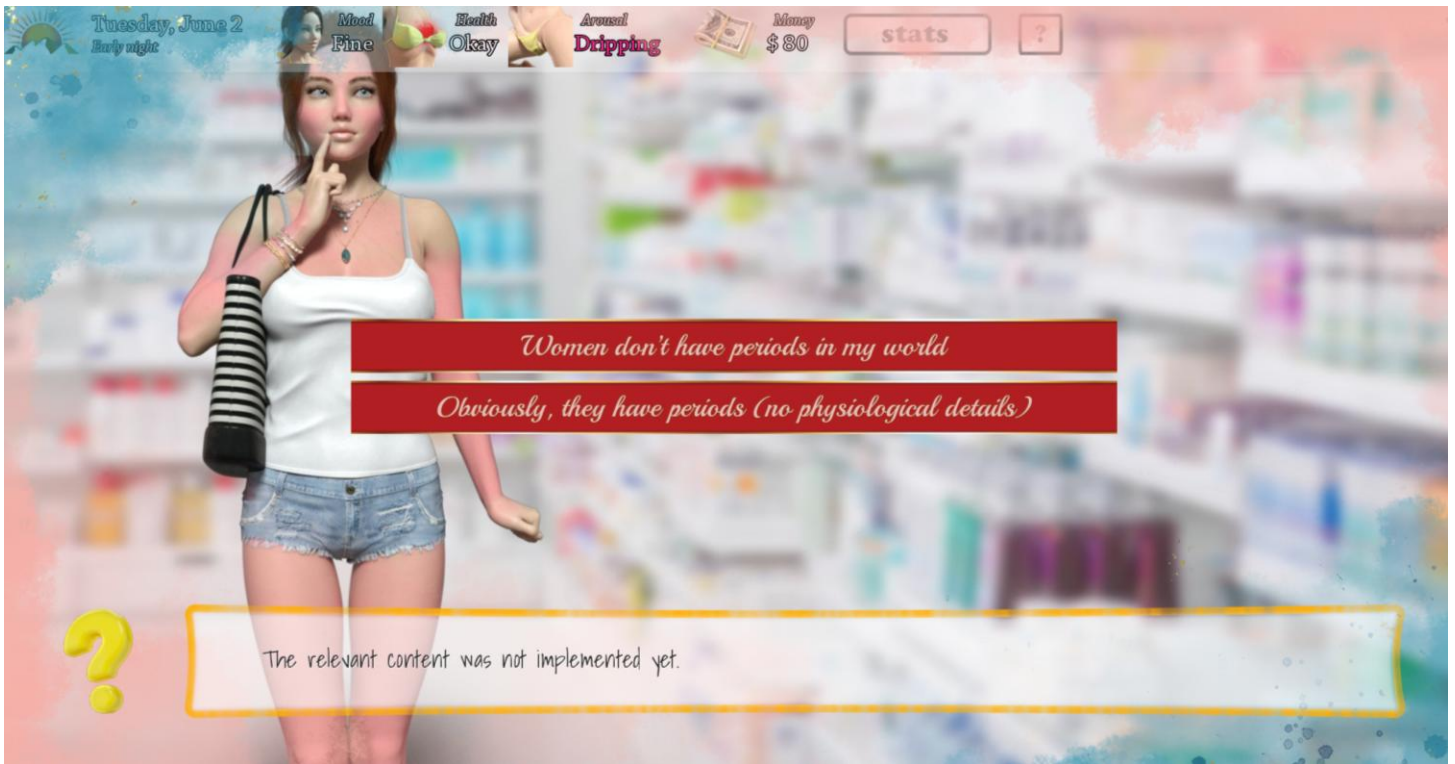 Tuesday, June 2
Early night
Mood
Fine
Health
Okay
Arousal
Dripping
Money
$ 80
stats
?
Women don't have periods in my world
Obviously, they have periods (no physiological details)
?
The relevant content was not implemented yet.